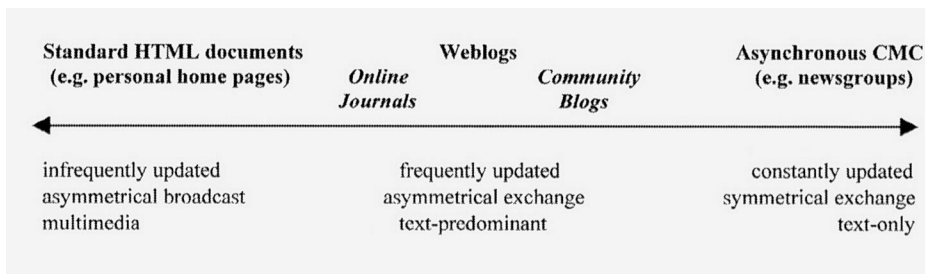 Standard HTML documents
(e.g. personal home pages)
Weblogs
Online
Journals
Community
Blogs
Asynchronous CMC
(e.g. newsgroups)
infrequently updated
asymmetrical broadcast
multimedia
frequently updated
asymmetrical exchange
text-predominant
constantly updated
symmetrical exchange
text-only